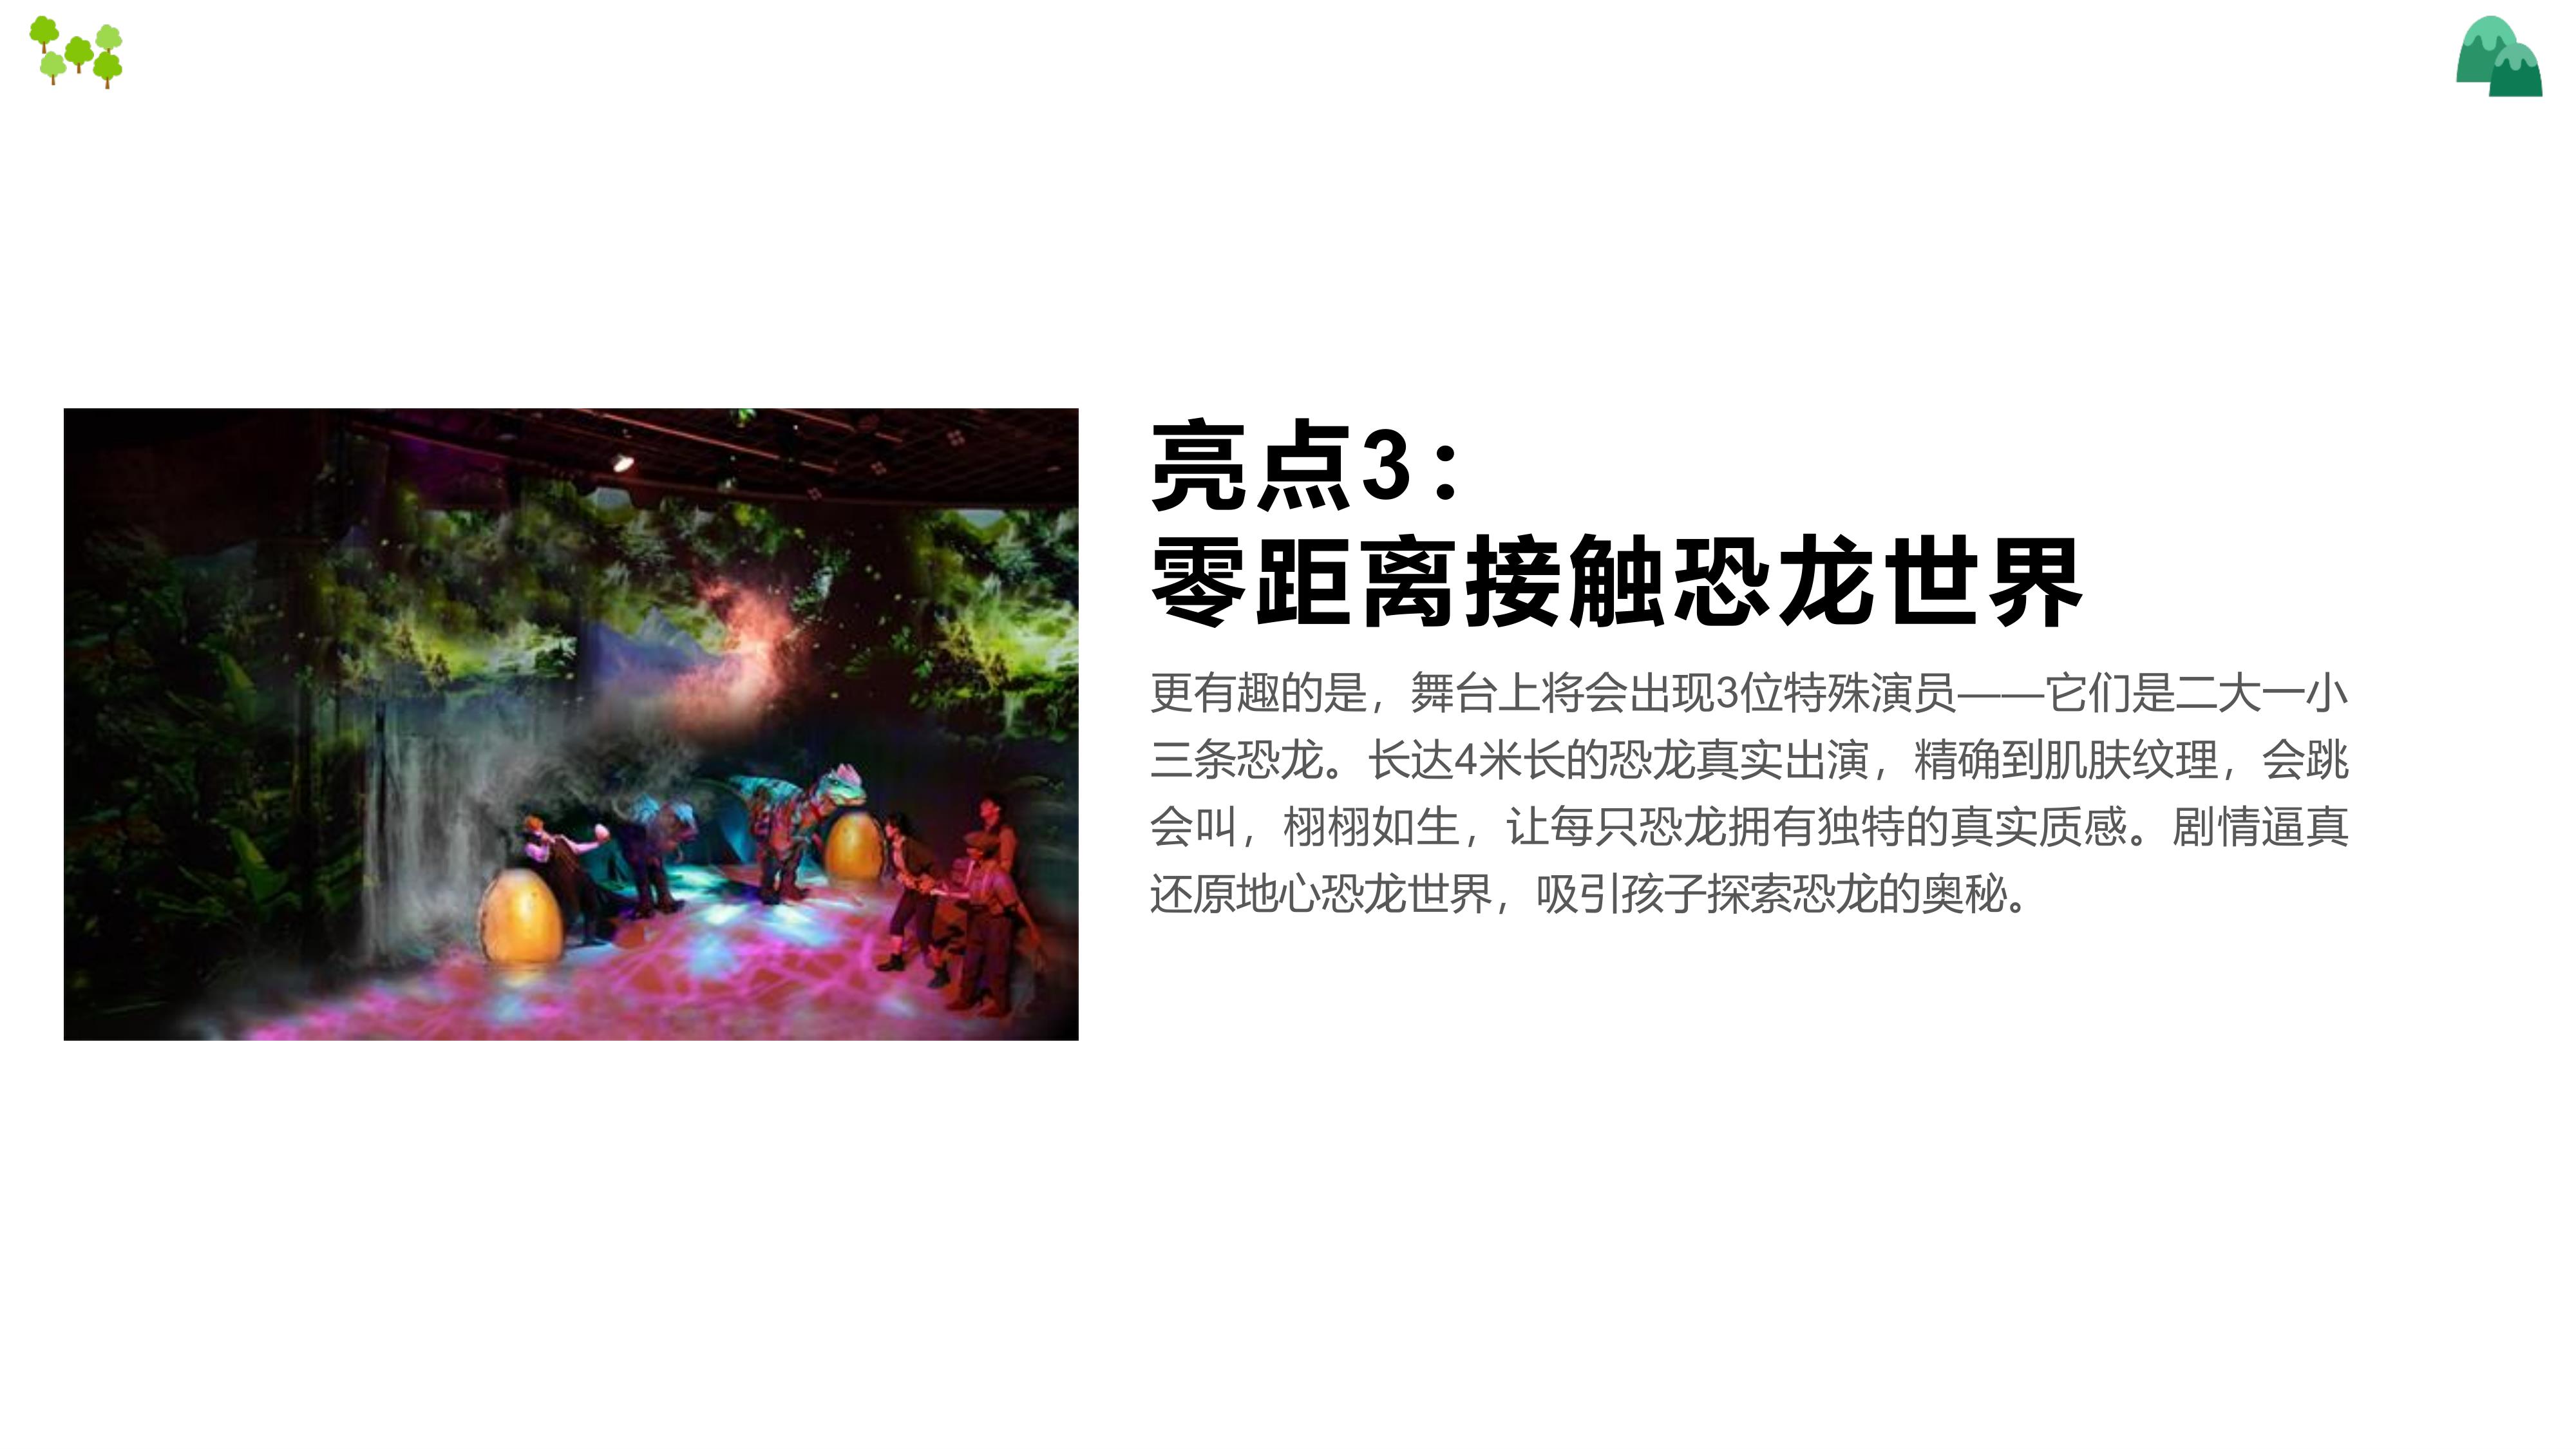 亮点3：
零距离接触恐龙世界
更有趣的是，舞台上将会出现3位特殊演员——它们是二大一小
三条恐龙。长达4米长的恐龙真实出演，精确到肌肤纹理，会跳
会叫，栩栩如生，让每只恐龙拥有独特的真实质感。剧情逼真
还原地心恐龙世界，吸引孩子探索恐龙的奥秘。